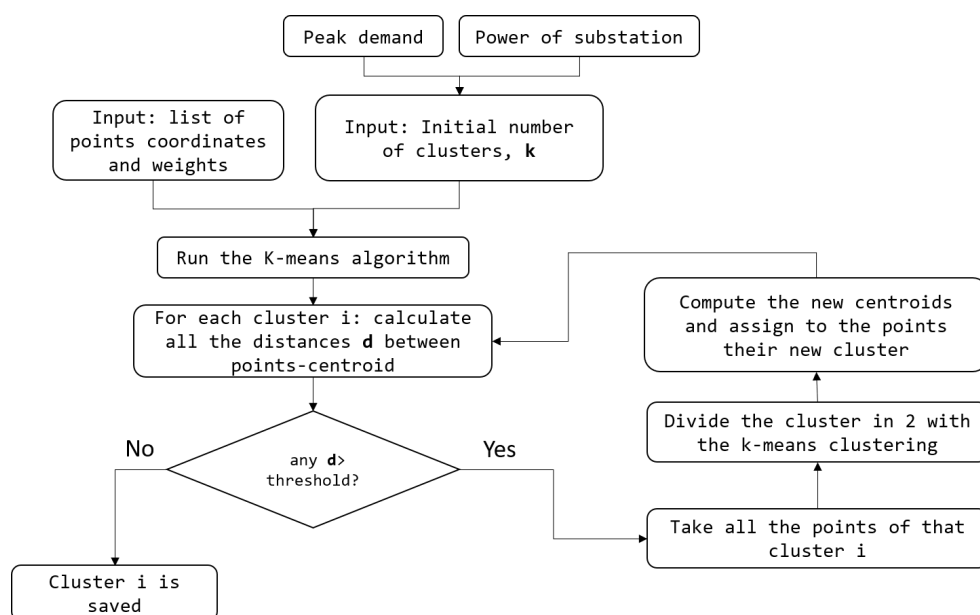 Peak demand
Power of substation
Input: list of
points coordinates
and weights
Input: Initial number
of clusters, k
Run the K-means algorithm
For each cluster i: calculate
all the distances d between
points-centroid
Compute the new centroids
and assign to the points
their new cluster
Divide the cluster in 2 with
the k-means clustering
No
Yes
any d>
threshold?
Take all the points of that
cluster i
Cluster i is
saved